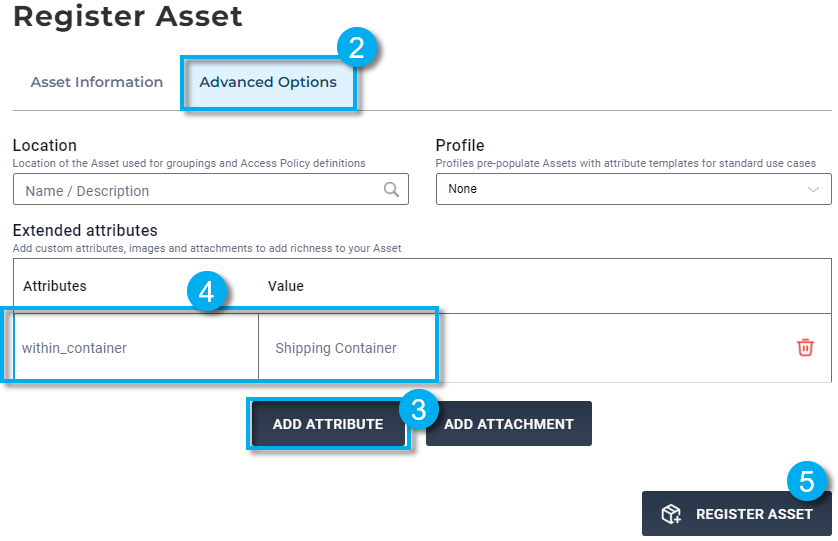 Register Asset
2
Asset Information
Advanced Options
Location
Profile
Location of the Asset used for groupings and Access Policy definitions
Profiles pre-populate Assets with attribute templates for standard use cases
Name / Description
None
Extended attributes
Add custom attributes, images and attachments to add richness to your Asset
Attributes
4
Value
within_container
Shipping Container
3
ADD ATTRIBUTE
ADD ATTACHMENT
5
REGISTER ASSET